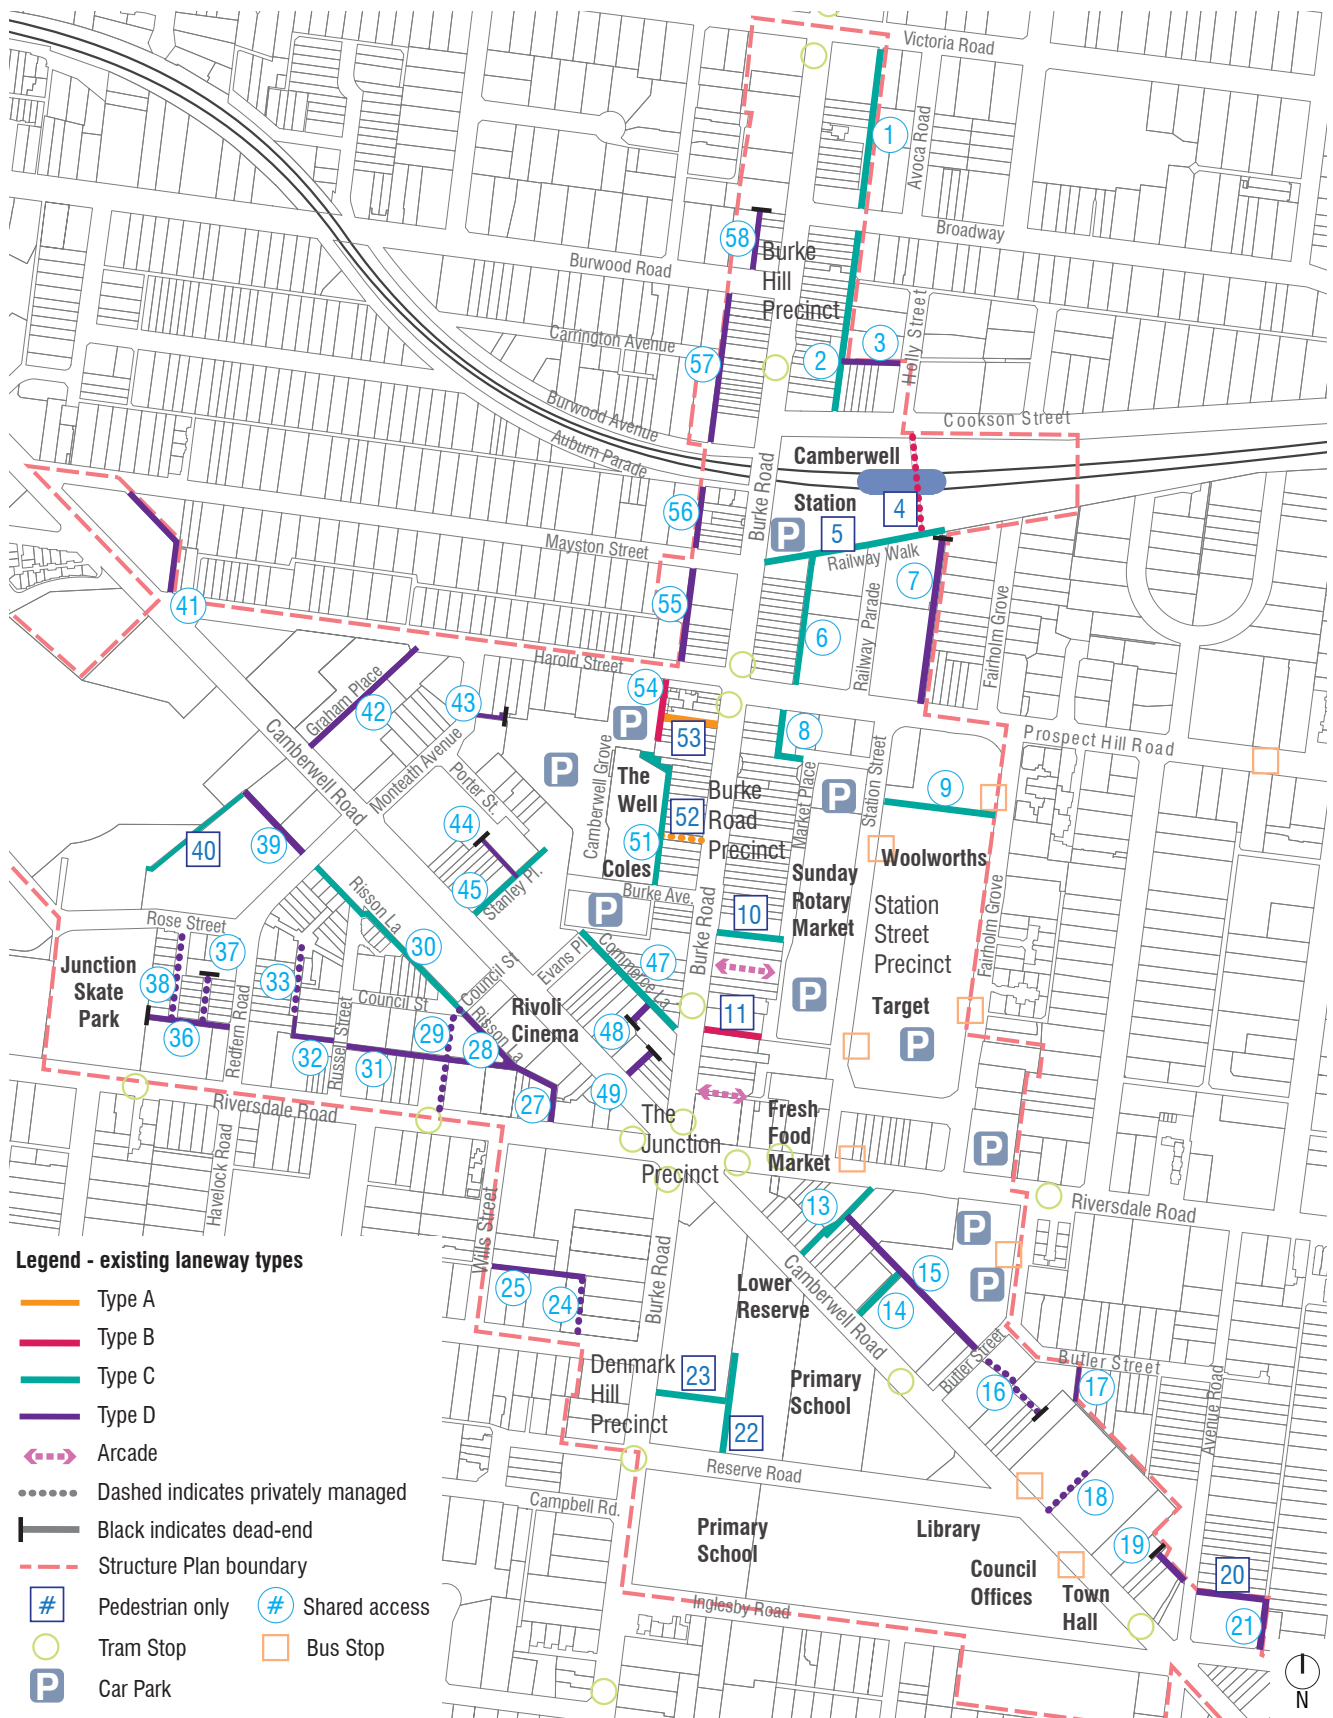 Victoria Road
1
Avoca Road
Broadway
58
Burke
Hill
Precinct
Burwood Road
Carrington Avenue
57
2
3
Holly Street
Burwood Avenue
Auburn Parade
Cookson Street
Camberwell
Station
4
P
5
Railway Walk
Burke Road
56
Mayston Street
7
6
Railway Parade
Fairholm Grove
55
41
Harold Street
54
Graham Place
42
43
P
53
8
Prospect Hill Road
Camberwell Road
Monteath Avenue
Porter St.
P
Camberwell Grove
The
Well
Burke
Road
Precinct
Market Place
P
Station Street
9
44
52
51
Coles
40
39
45
Stanley Pl.
Burke Ave.
Woolworths
Sunday
Rotary
Market
Station
Street
Precinct
Fairholm Grove
Risson La
P
10
Burke Road
Rose Street
30
Evans Pl
Commerce La
47
37
Junction
Skate
Park
38
33
Council St
Council St
Rivoli
Cinema
P
Target
36
Redfern Road
32
Russell Street
31
29
28
Risson La
48
11
P
49
27
Riversdale Road
The
Junction
Precinct
Fresh
Food
Market
P
Havelock Road
Wills Street
13
Riversdale Road
P
Legend - existing laneway types
Type A
Type B
Type C
Type D
Arcade
Dashed indicates privately managed
Black indicates dead-end
Structure Plan boundary
# Pedestrian only
# Shared access
Tram Stop
Bus Stop
P Car Park
25
24
Burke Road
Lower
Reserve
Camberwell Road
15
14
P
Denmark
Hill
Precinct
23
Primary
School
Butler Street
16
Butler Street
17
Avenue Road
22
Reserve Road
Campbell Rd.
18
Primary
School
Library
19
Council
Offices
Town
Hall
20
21
Inglesby Road
N